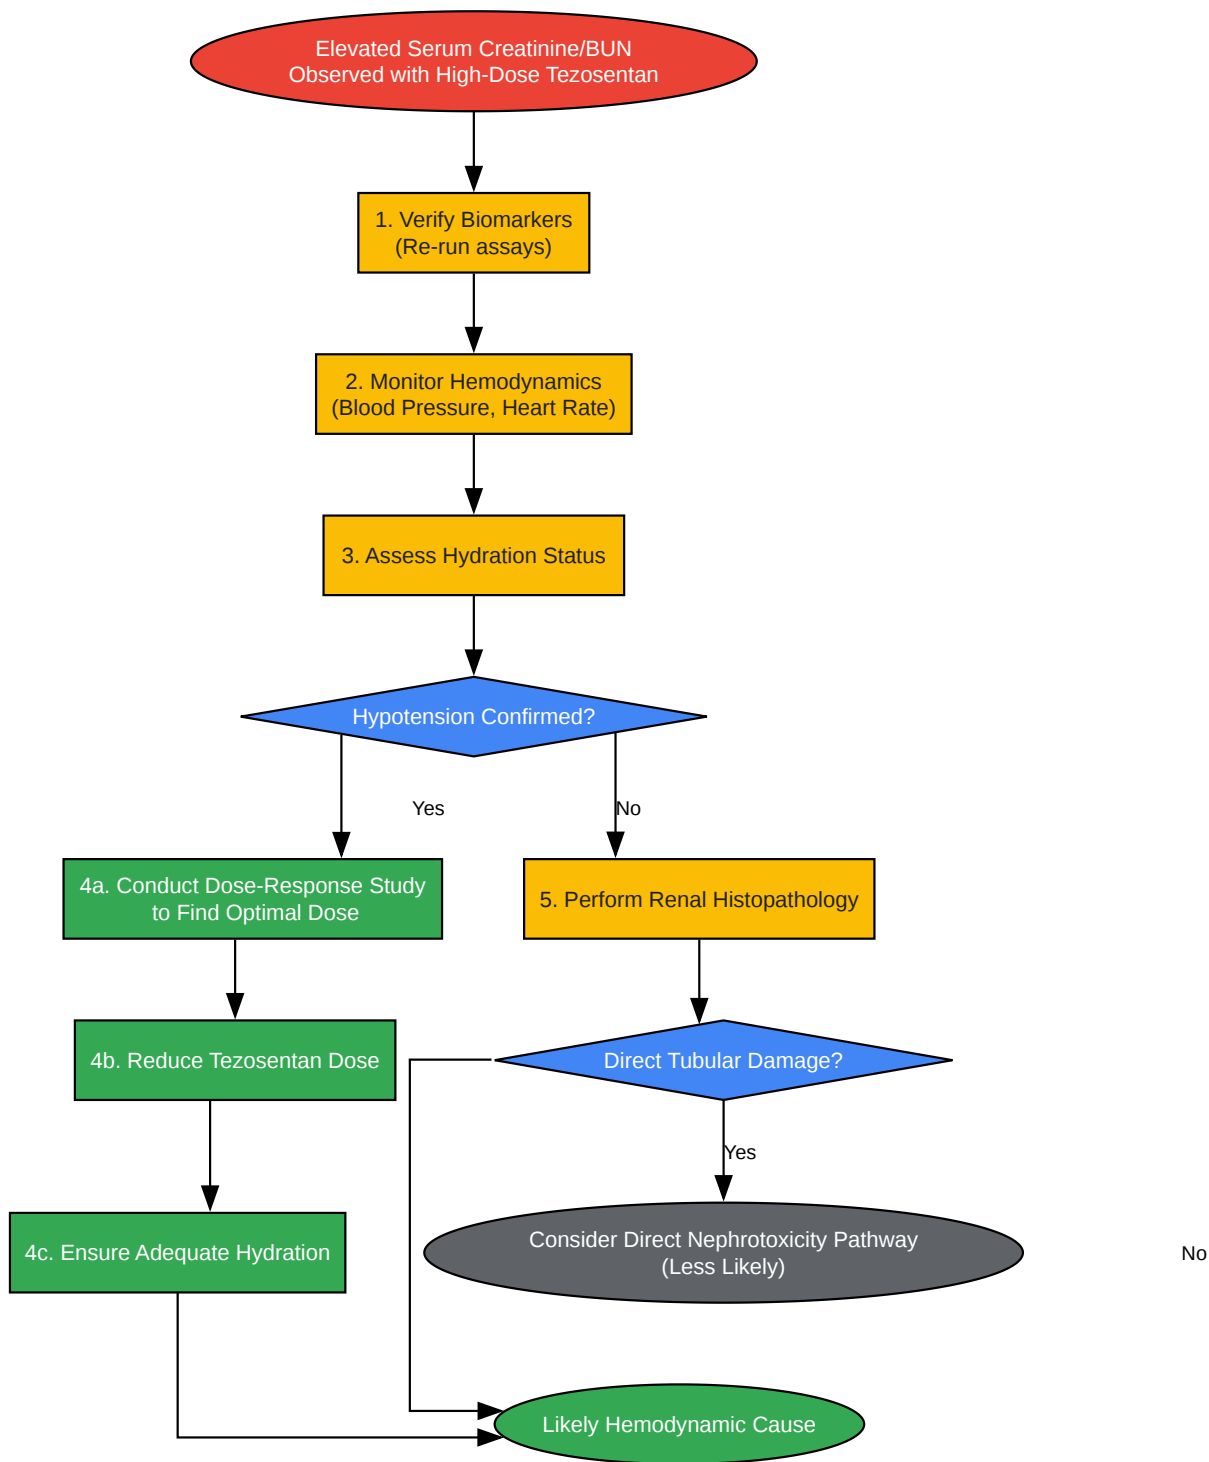 Elevated Serum Creatinine/BUN
Observed with High-Dose Tezosentan
1. Verify Biomarkers
(Re-run assays)
2. Monitor Hemodynamics
(Blood Pressure, Heart Rate)
3. Assess Hydration Status
Hypotension Confirmed?
Yes
No
4a. Conduct Dose-Response Study
to Find Optimal Dose
5. Perform Renal Histopathology
4b. Reduce Tezosentan Dose
Direct Tubular Damage?
Yes
4c. Ensure Adequate Hydration
Consider Direct Nephrotoxicity Pathway
(Less Likely)
No
Likely Hemodynamic Cause